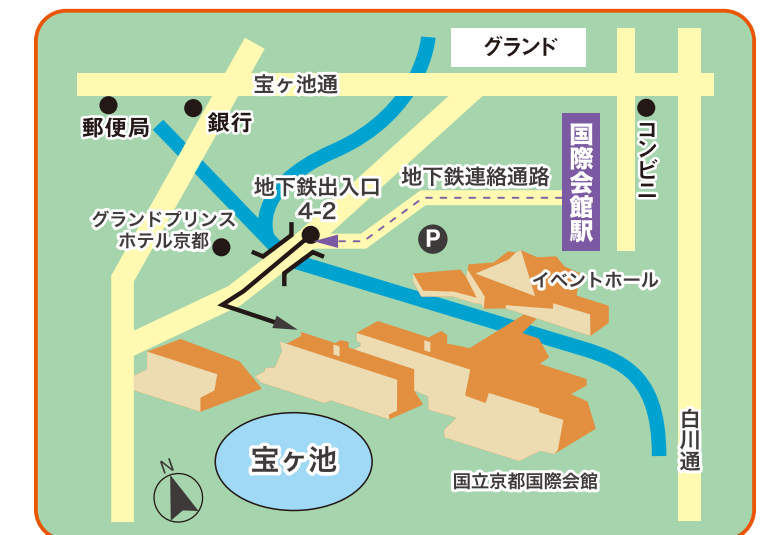 グランド
宝ヶ池通
郵便局
銀行
コンビニ
国際会館駅
地下鉄出入口
4-2
地下鉄連絡通路
グランドプリンス
ホテル京都
P
イベントホール
白川通
宝ヶ池
国立京都国際会館
N